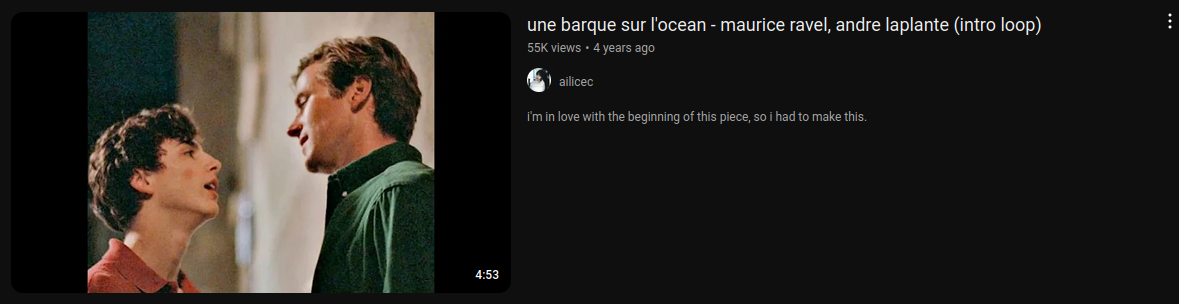 une barque sur l'ocean - maurice ravel, andre laplante (intro loop)
55K views • 4 years ago
ailicec
i'm in love with the beginning of this piece, so i had to make this.
4:53